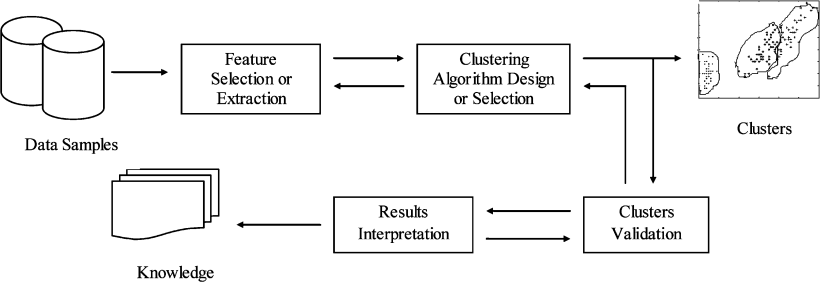 Feature
Selection or
Extraction
Clustering
Algorithm Design
or Selection
Clusters
Data Samples
Results
Interpretation
Clusters
Validation
Knowledge